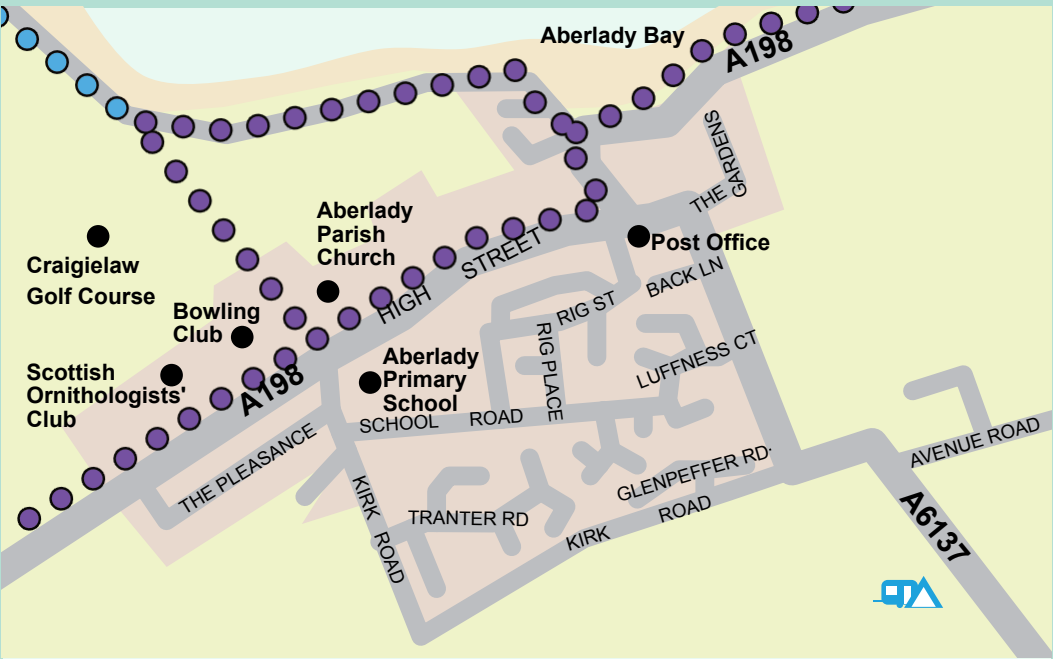 Aberlady Bay
A198
THE
GARDENS
Aberlady
Parish
Church
HIGH
STREET
Post Office
Craigielaw
Golf Course
BACK LN
RIG ST
Bowling
Club
RIG PLACE
LUFFNESS CT
Scottish
Ornithologists'
Club
A198
Aberlady
Primary
School
SCHOOL ROAD
THE PLEASANCE
AVENUE ROAD
GLENPEFFER RD
KIRK ROAD
TRANTER RD
KIRK ROAD
A6137